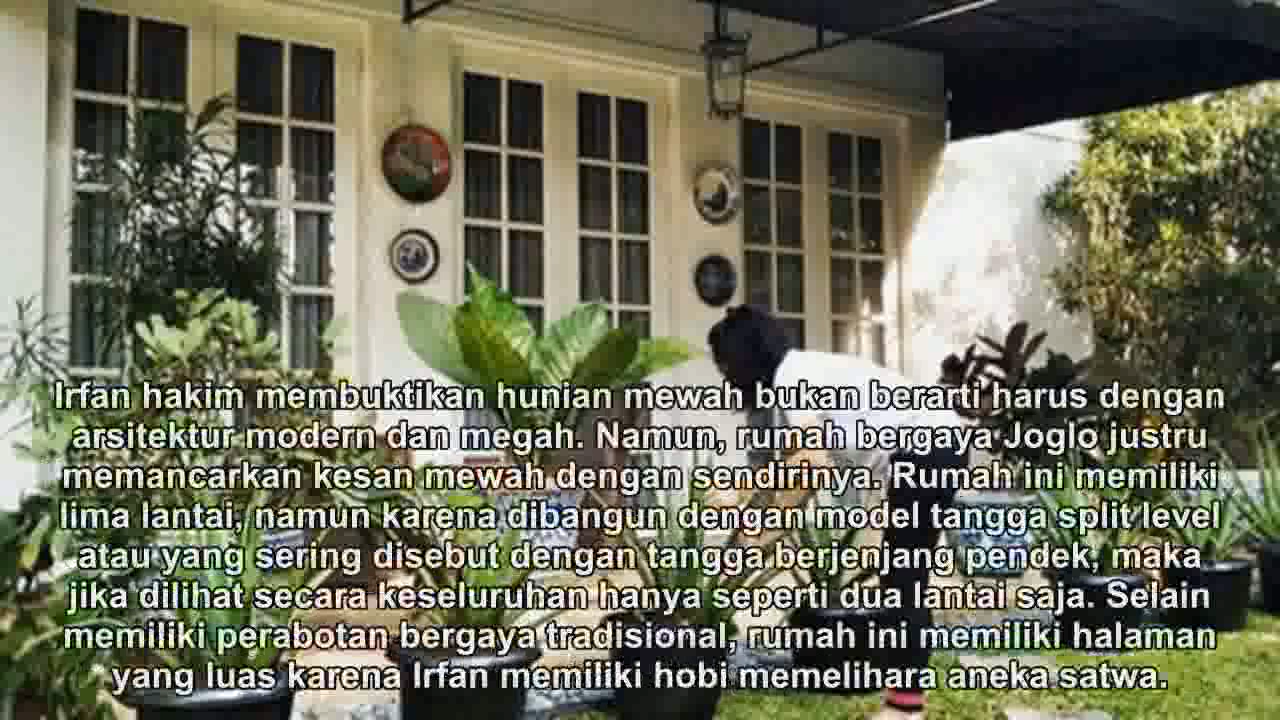 Irfan hakim membuktikan hunian mewah bukan berarti harus dengan
arsitektur modern dan megah. Namun, rumah bergaya Joglo justru
memancarkan kesan mewah dengan sendirinya. Rumah ini memiliki
lima lantai, namun karena dibangun dengan model tangga split level
atau yang sering disebut dengan tangga berjenjang pendek, maka
jika dilihat secara keseluruhan hanya seperti dua lantai saja. Selain
memiliki perabotan bergaya tradisional, rumah ini memiliki halaman
yang luas karena Irfan memiliki hobi memelihara aneka satwa.